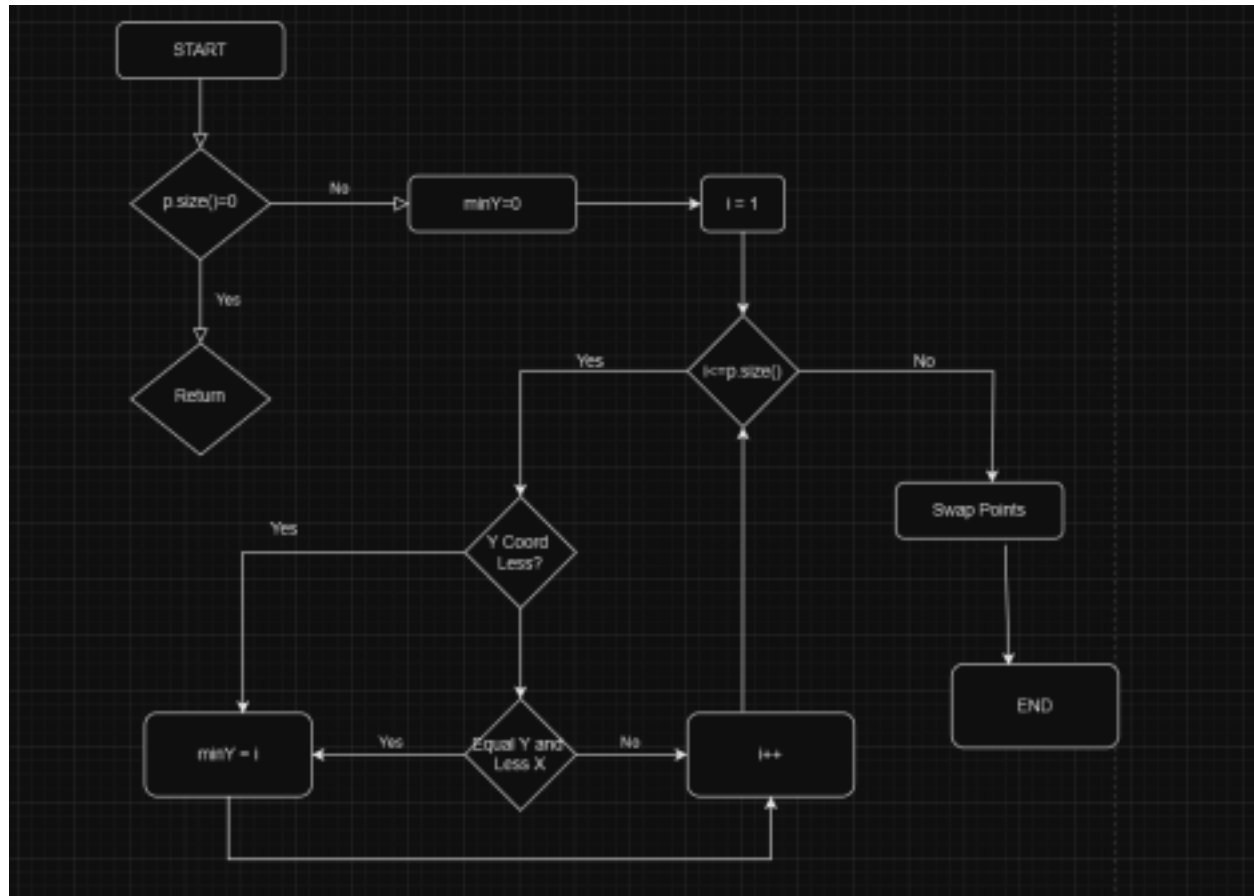 START
p.size()=0
No
minY=0
i = 1
Yes
Return
Yes
i<=p.size()
No
Swap Points
Yes
Y Coord
Less?
END
minY = i
Yes
Equal Y and
Less X
No
i++